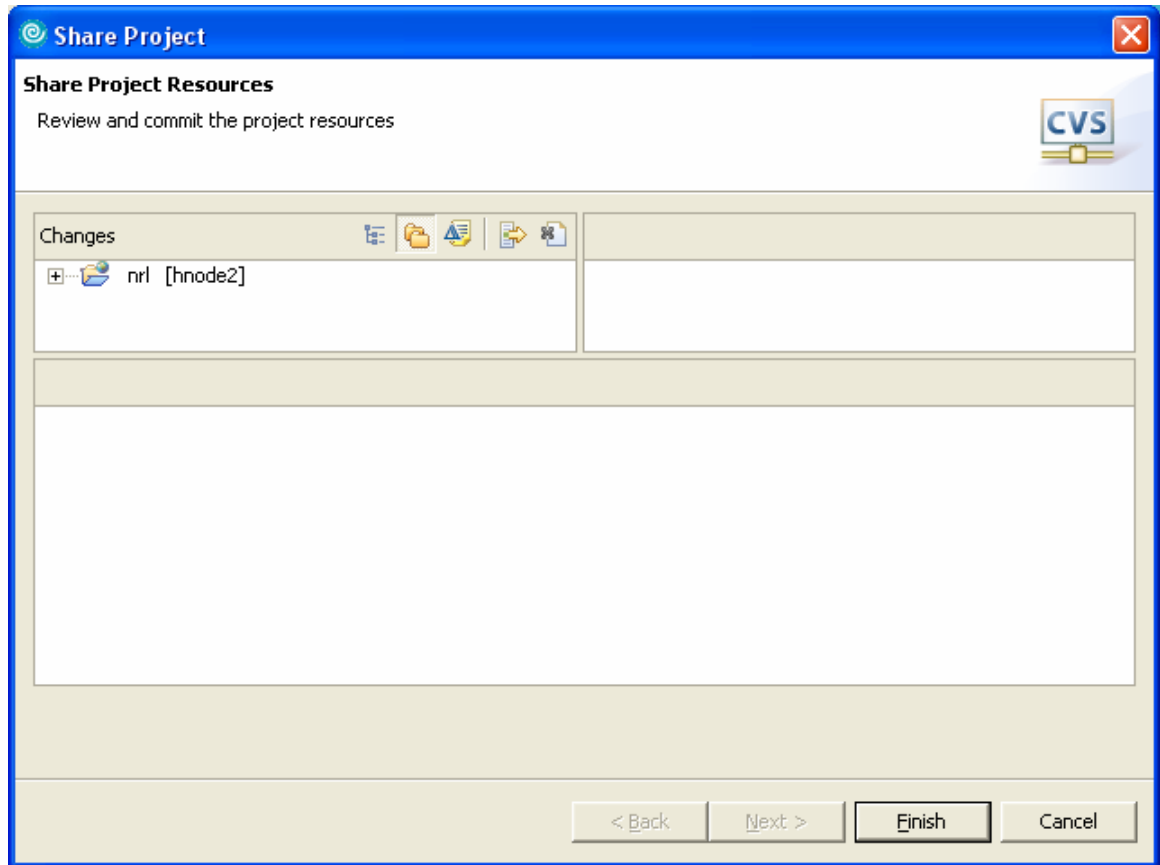 Share Project
Share Project Resources
Review and commit the project resources
CVS
Changes
nrl [hnode2]
< Back
Next >
Finish
Cancel